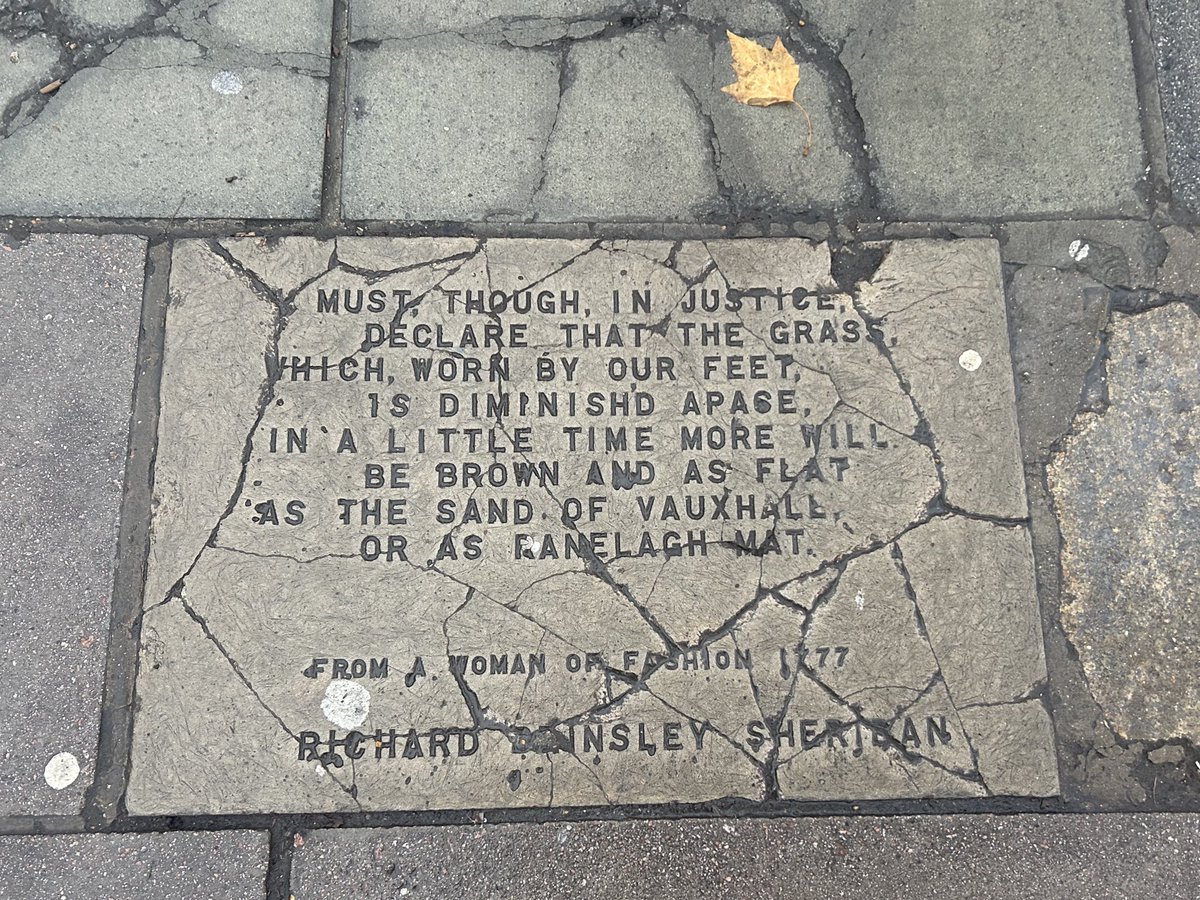 MUST, THOUGH, IN JUSTICE,
DECLARE THAT THE GRASS,
WHICH, WORN BY OUR FEET,
IS DIMINISH'D APASE,
IN A LITTLE TIME MORE WILL
BE BROWN AND AS FLAT
AS THE SAND OF VAUXHALL,
OR AS RANELAGH MAT.
FROM A WOMAN OF FASHION 1777
RICHARD BRINSLEY SHERIDAN